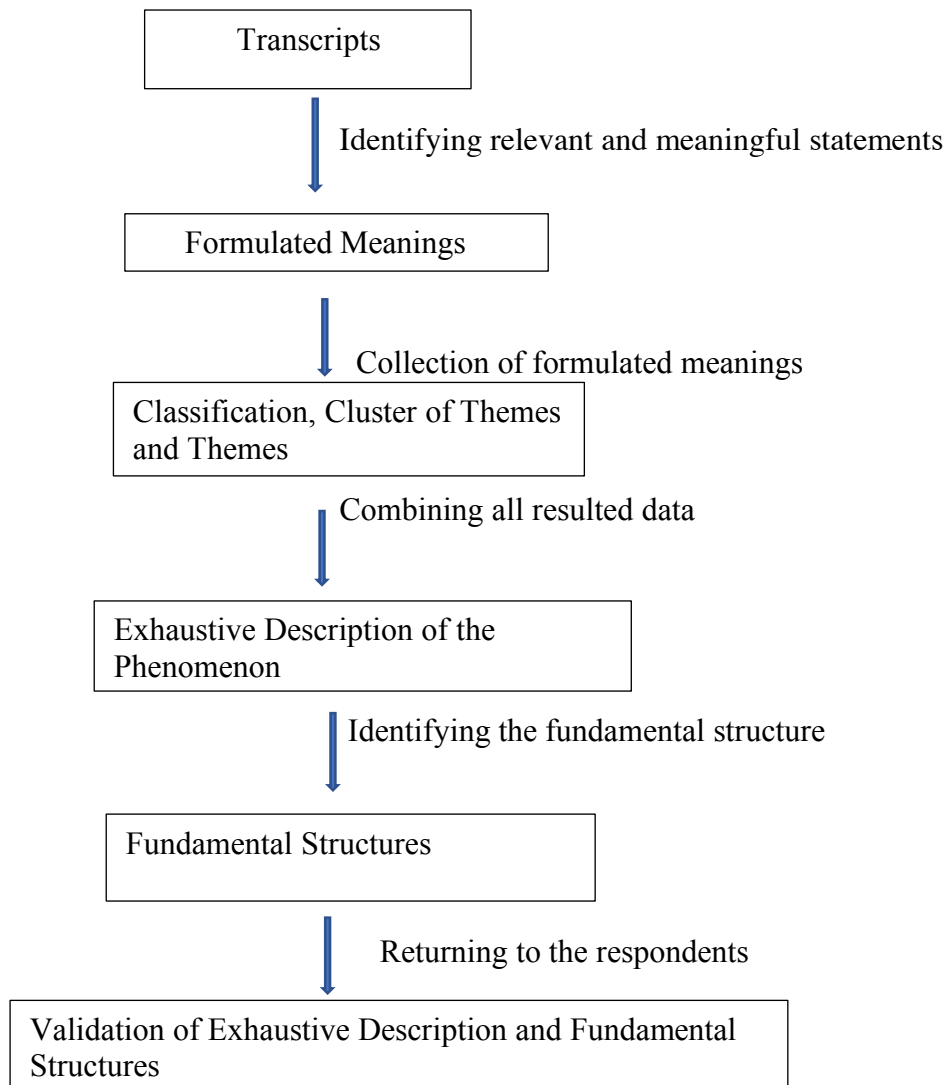 Transcripts
Identifying relevant and meaningful statements
Formulated Meanings
Collection of formulated meanings
Classification, Cluster of Themes
and Themes
Combining all resulted data
Exhaustive Description of the
Phenomenon
Identifying the fundamental structure
Fundamental Structures
Returning to the respondents
Validation of Exhaustive Description and Fundamental
Structures